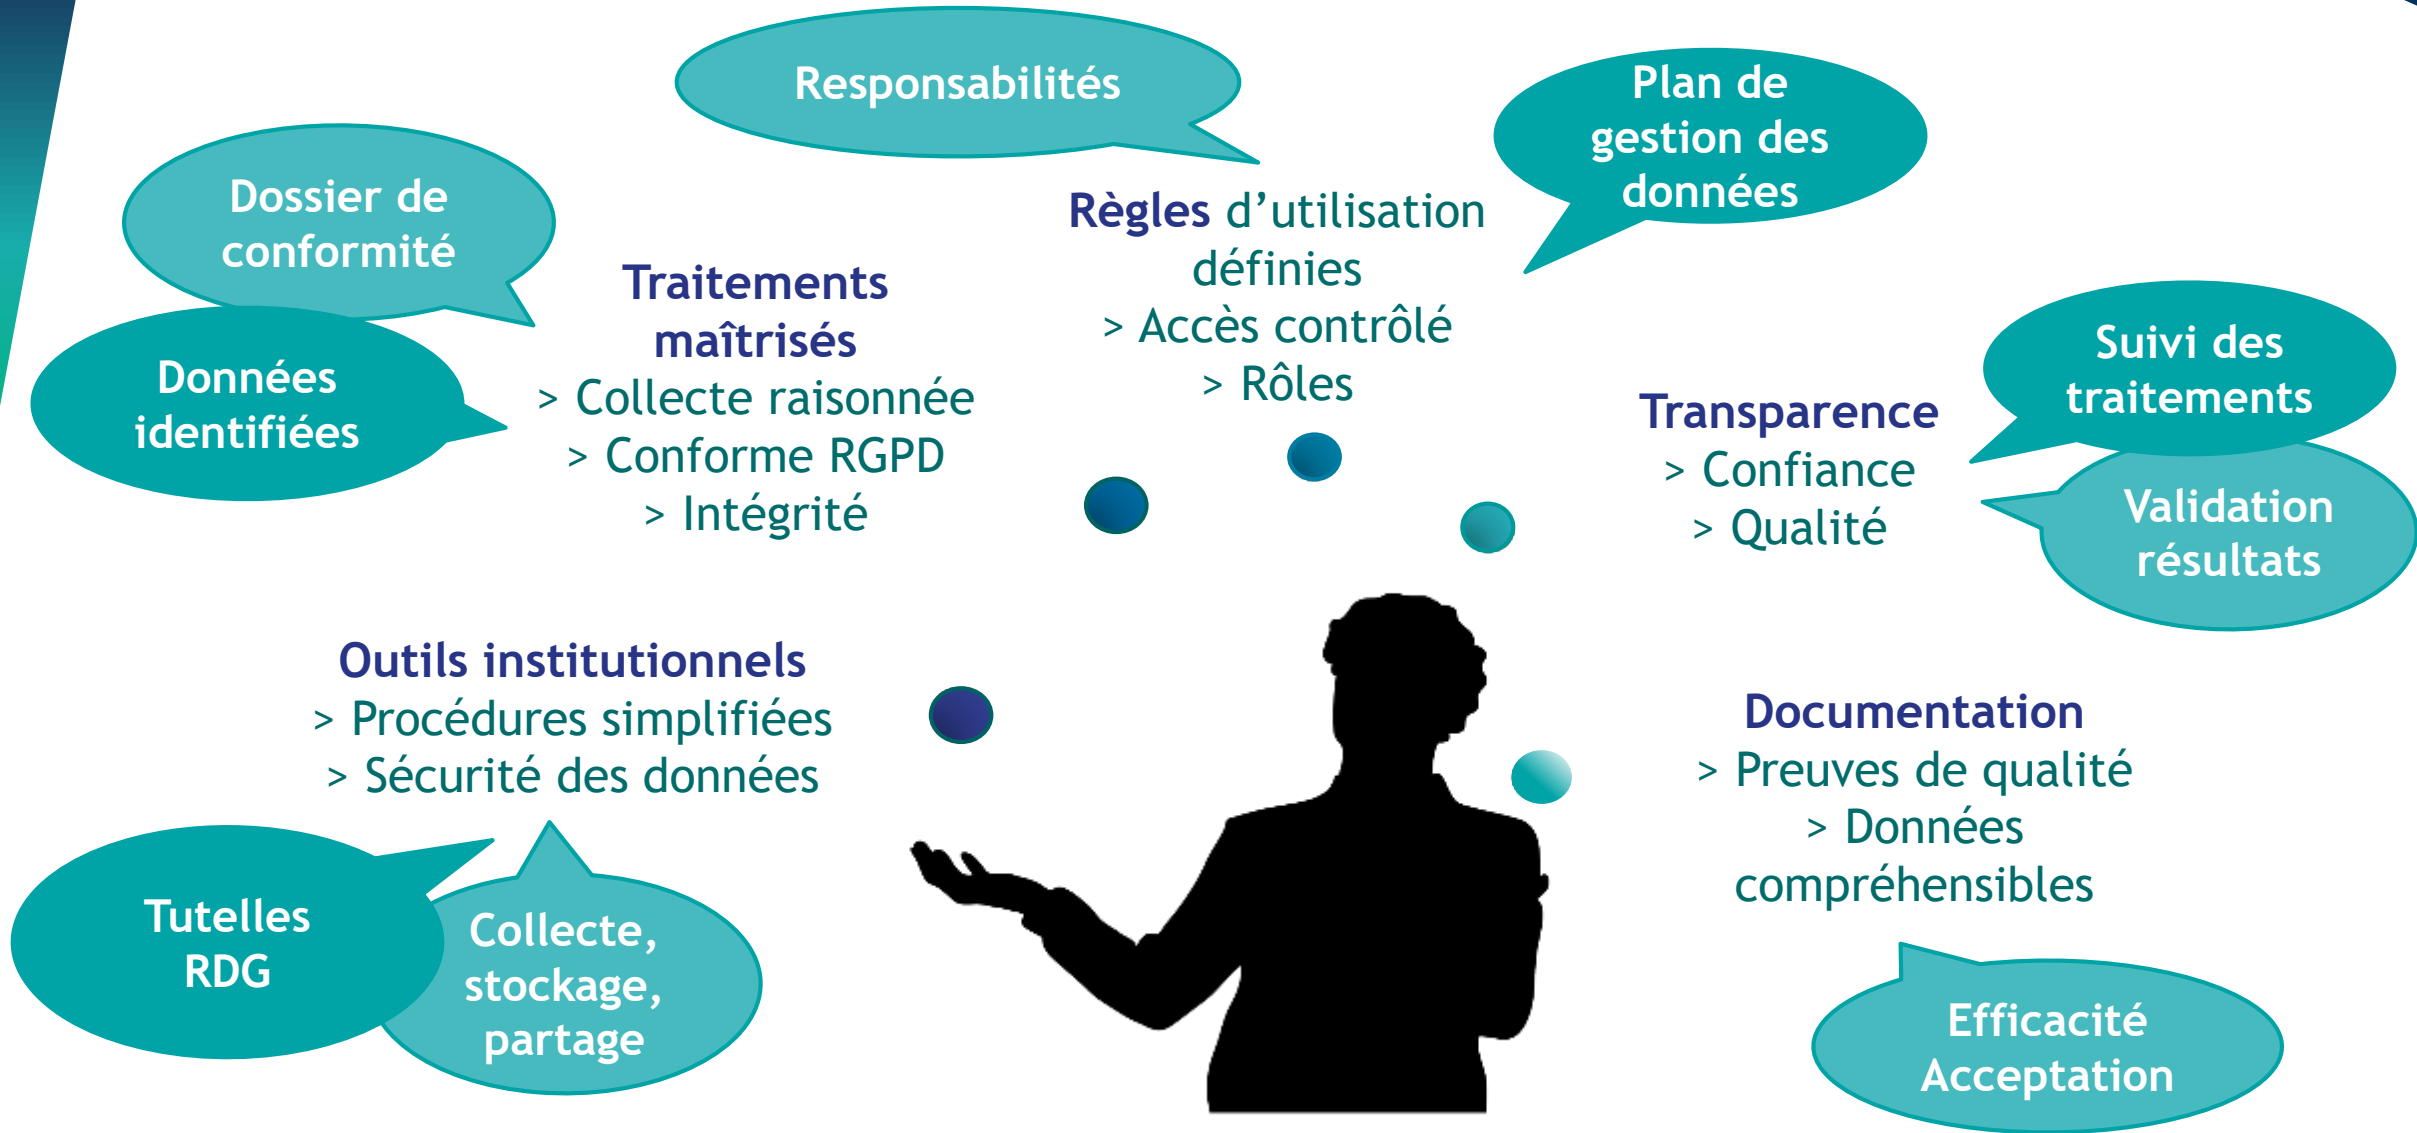 Responsabilités
Plan de
gestion des
données
Dossier de
conformité
Données
identifiées
Traitements
maîtrisés
> Collecte raisonnée
> Conforme RGPD
> Intégrité
Règles d’utilisation
définies
> Accès contrôlé
> Rôles
Transparence
> Confiance
> Qualité
Suivi des
traitements
Validation
résultats
Outils institutionnels
> Procédures simplifiées
> Sécurité des données
Tutelles
RDG
Collecte,
stockage,
partage
Documentation
> Preuves de qualité
> Données
compréhensibles
Efficacité
Acceptation